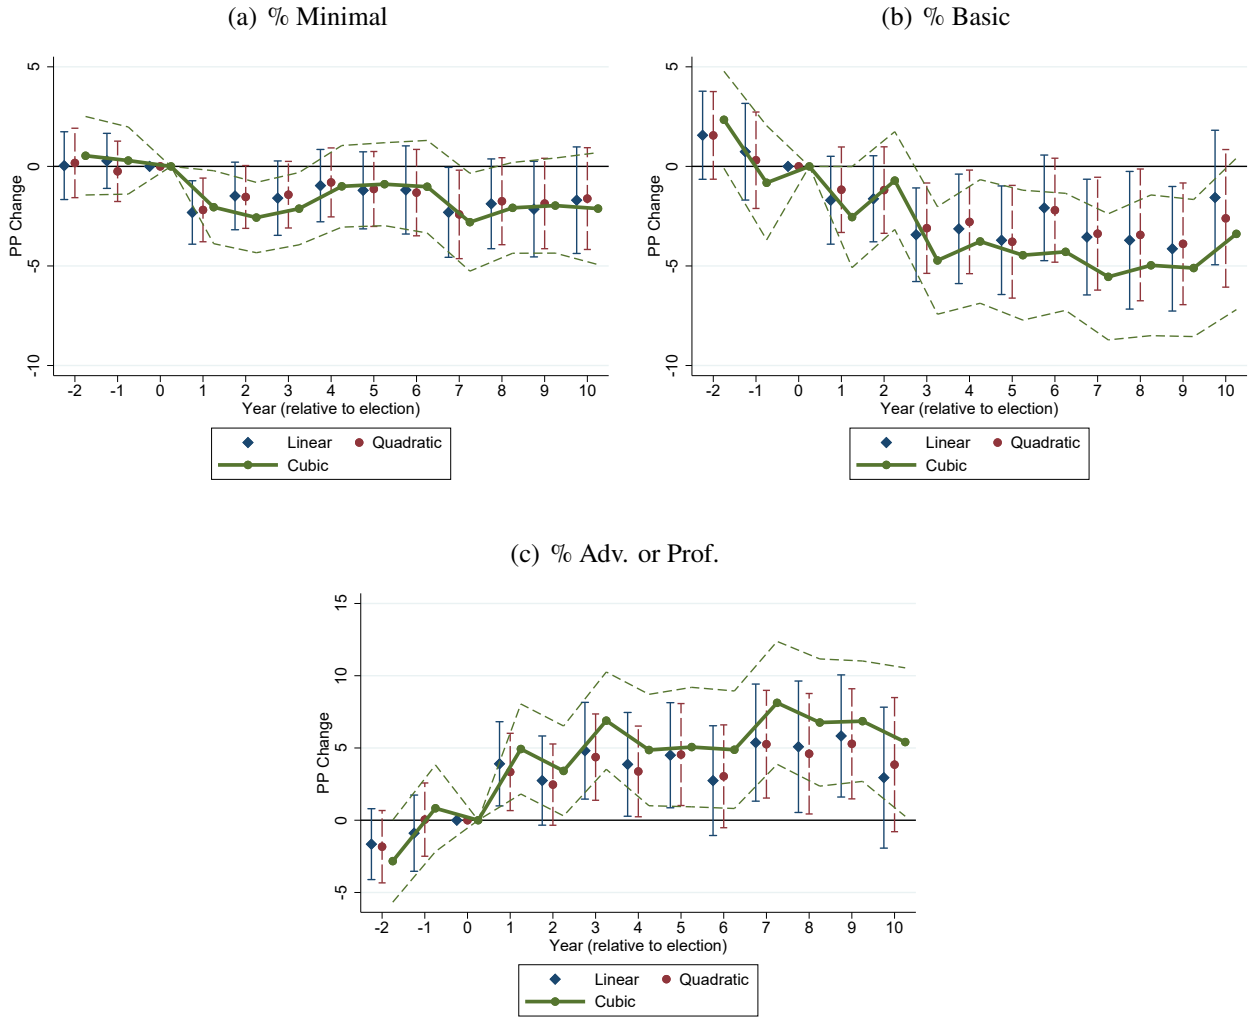 (a) % Minimal
5
0
-5
-10
PP Change
-2 -1 0 1 2 3 4 5 6 7 8 9 10
Year (relative to election)
Linear Quadratic
Cubic
(b) % Basic
5
0
-5
-10
PP Change
-2 -1 0 1 2 3 4 5 6 7 8 9 10
Year (relative to election)
Linear Quadratic
Cubic
(c) % Adv. or Prof.
15
10
5
0
-5
PP Change
-2 -1 0 1 2 3 4 5 6 7 8 9 10
Year (relative to election)
Linear Quadratic
Cubic